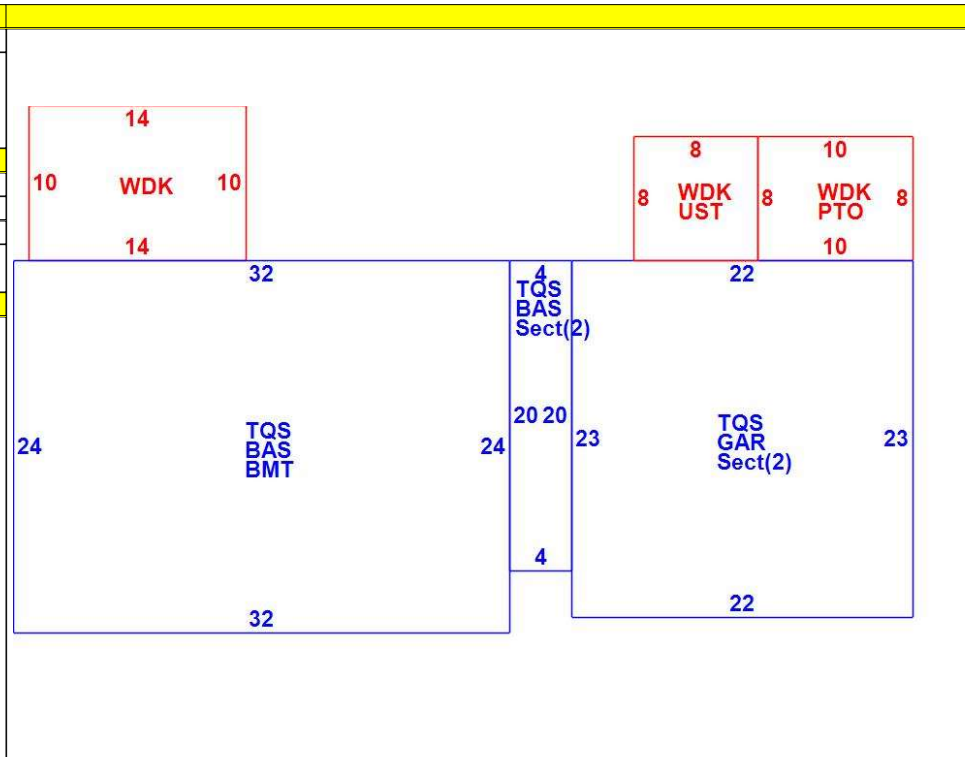 14
10 WDK 10
14
8
8 WDK 8
UST
10
WDK 8
PTO
10
32
24 TQS 24
BAS
BMT
32
4
TQS
BAS
Sect(2)
20 20
4
22
23 TQS 23
GAR
Sect(2)
22